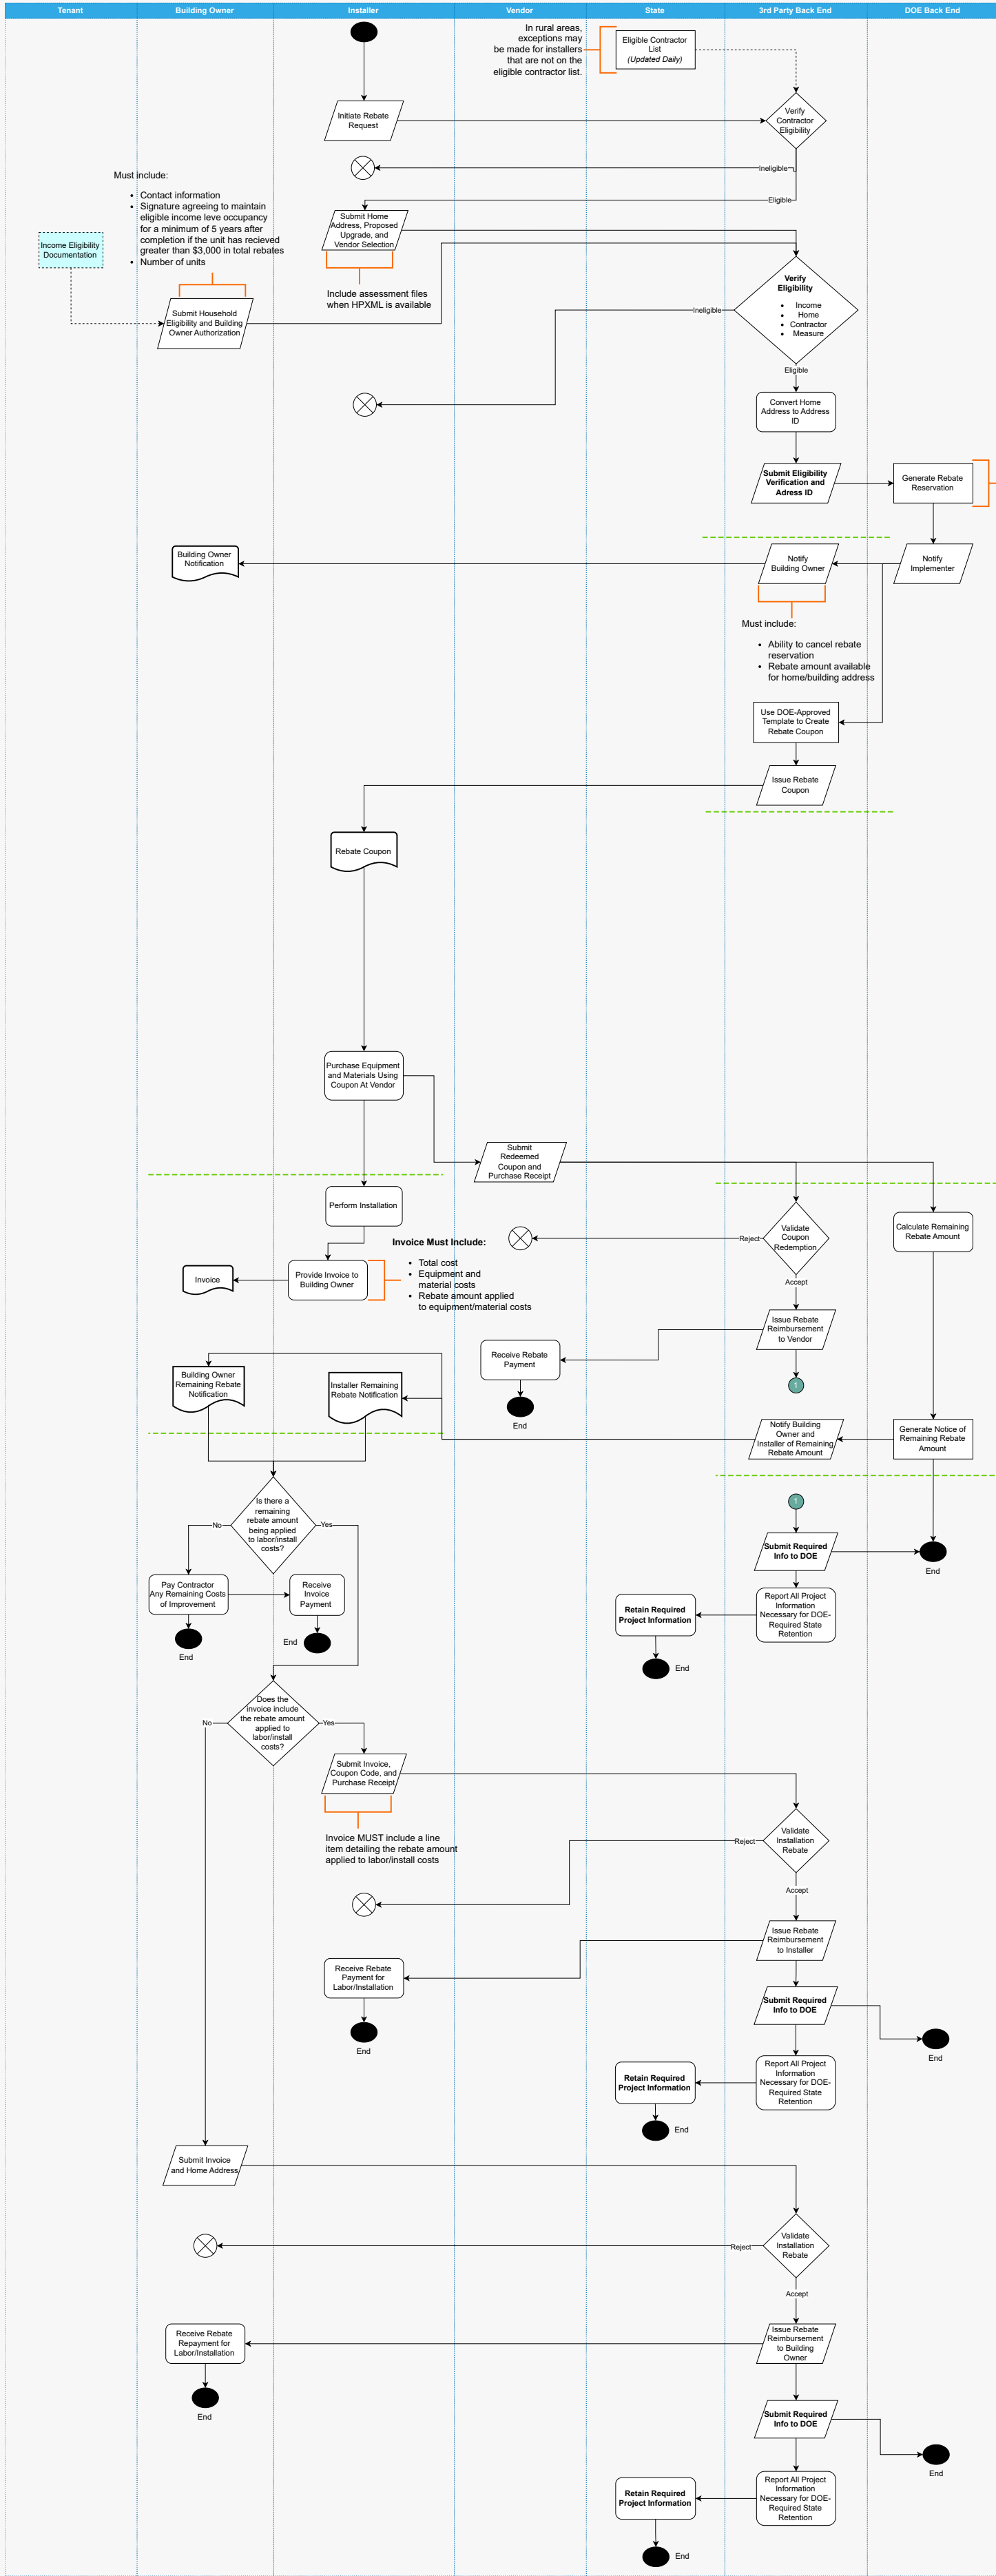 Tenant
Building Owner
Installer
Vendor
State
3rd Party Back End
DOE Back End
In rural areas,
exceptions may
be made for installers
that are not on the
eligible contractor list.
Eligible Contractor
List
(Updated Daily)
Initiate Rebate
Request
Verify
Contractor
Eligibility
Ineligible
Eligible
Must include:
• Contact information
• Signature agreeing to maintain
eligible income leve occupancy
for a minimum of 5 years after
completion if the unit has recieved
greater than $3,000 in total rebates
• Number of units
Income Eligibility
Documentation
Submit Home
Address, Proposed
Upgrade, and
Vendor Selection
Include assessment files
when HPXML is available
Submit Household
Eligibility and Building
Owner Authorization
Verify
Eligibility
• Income
• Home
• Contractor
• Measure
Ineligible
Eligible
Convert Home
Address to Address
ID
Submit Eligibility
Verification and
Adress ID
Generate Rebate
Reservation
Building Owner
Notification
Notify
Building Owner
Notify
Implementer
Must include:
• Ability to cancel rebate
reservation
• Rebate amount available
for home/building address
Use DOE-Approved
Template to Create
Rebate Coupon
Issue Rebate
Coupon
Rebate Coupon
Purchase Equipment
and Materials Using
Coupon At Vendor
Submit
Redeemed
Coupon and
Purchase Receipt
Perform Installation
Validate
Coupon
Redemption
Reject
Accept
Calculate Remaining
Rebate Amount
Invoice Must Include:
• Total cost
• Equipment and
material costs
• Rebate amount applied
to equipment/material costs
Invoice
Provide Invoice to
Building Owner
Issue Rebate
Reimbursement
to Vendor
Receive Rebate
Payment
End
1
Building Owner
Remaining Rebate
Notification
Installer Remaining
Rebate Notification
Notify Building
Owner and
Installer of Remaining
Rebate Amount
Generate Notice of
Remaining Rebate
Amount
Is there a
remaining
rebate amount
being applied
to labor/install
costs?
No
Yes
1
Submit Required
Info to DOE
End
Pay Contractor
Any Remaining Costs
of Improvement
Receive
Invoice
Payment
End
End
Retain Required
Project Information
Report All Project
Information
Necessary for DOE-
Required State
Retention
End
Does the
invoice include
the rebate amount
applied to
labor/install
costs?
No
Yes
Submit Invoice,
Coupon Code, and
Purchase Receipt
Invoice MUST include a line
item detailing the rebate amount
applied to labor/install costs
Validate
Installation
Rebate
Reject
Accept
Issue Rebate
Reimbursement
to Installer
Receive Rebate
Payment for
Labor/Installation
End
Submit Required
Info to DOE
End
Retain Required
Project Information
Report All Project
Information
Necessary for DOE-
Required State
Retention
End
Submit Invoice
and Home Address
Validate
Installation
Rebate
Reject
Accept
Receive Rebate
Repayment for
Labor/Installation
End
Issue Rebate
Reimbursement
to Building
Owner
Submit Required
Info to DOE
End
Retain Required
Project Information
Report All Project
Information
Necessary for DOE-
Required State
Retention
End